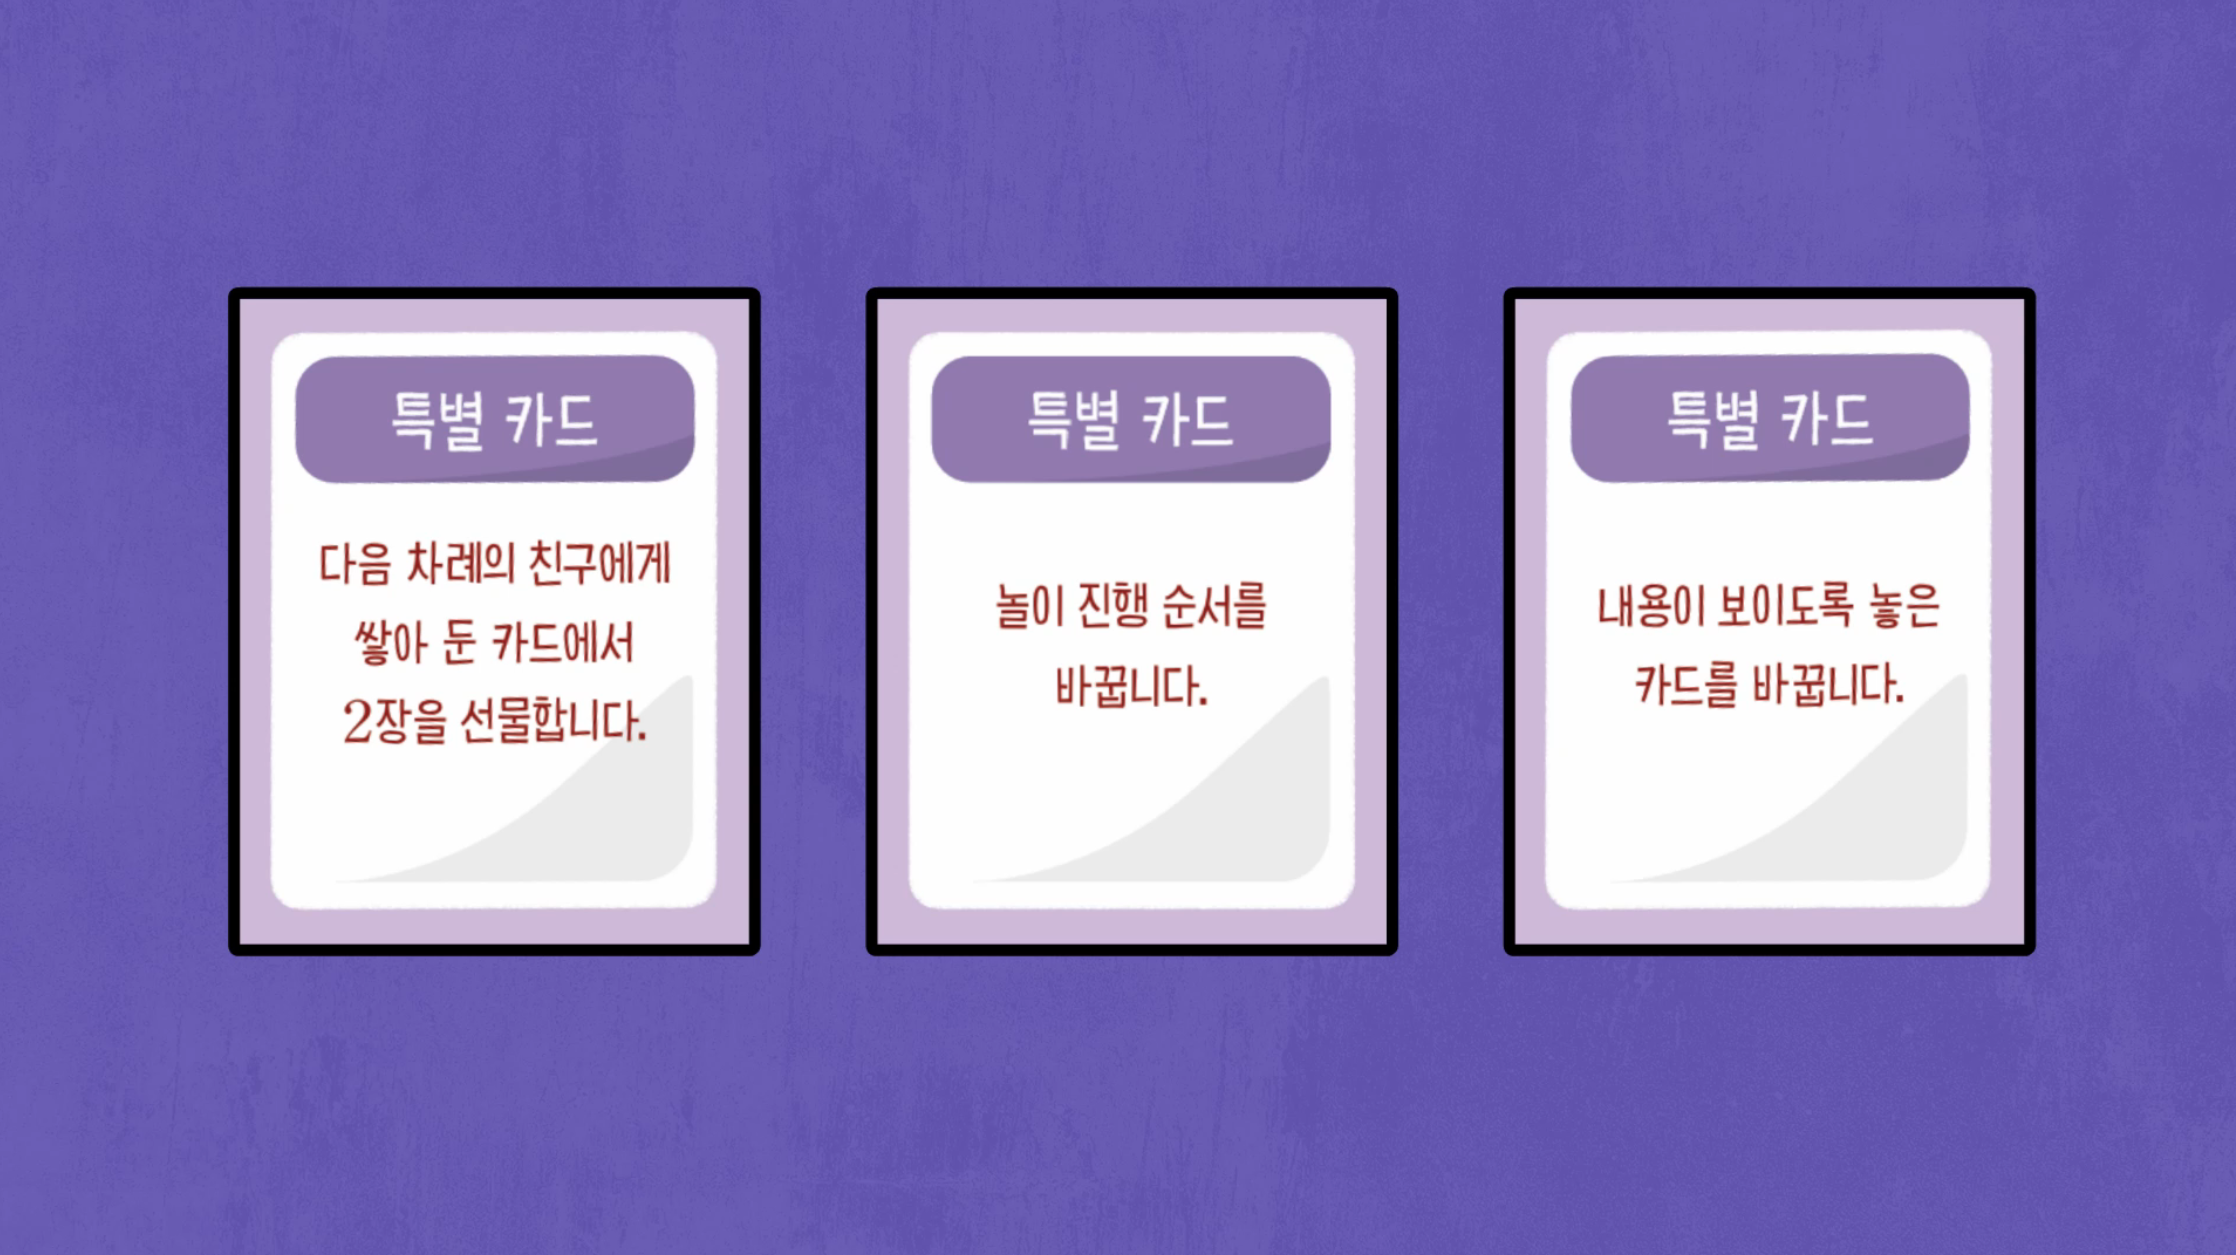 특별 카드
다음 차례의 친구에게
쌓아 둔 카드에서
2장을 선물합니다.
특별 카드
놀이 진행 순서를
바꿉니다.
특별 카드
내용이 보이도록 놓은
카드를 바꿉니다.